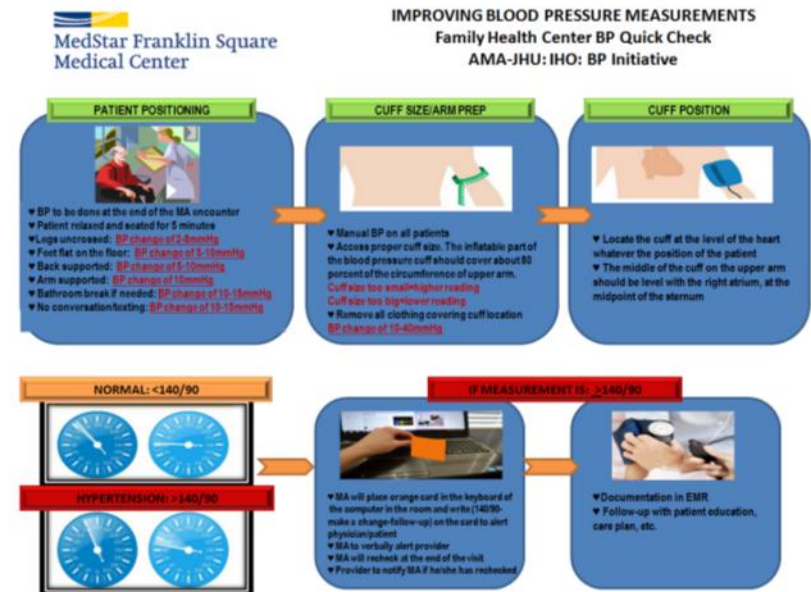 MedStar Franklin Square
Medical Center
IMPROVING BLOOD PRESSURE MEASUREMENTS
Family Health Center BP Quick Check
AMA-JHU: IHO: BP Initiative
PATIENT POSITIONING
♥ BP to be done at the end of the MA encounter
♥ Patient relaxed and seated for 5 minutes
♥ Legs uncrossed: BP change of 2-8mmHg
♥ Feet flat on the floor: BP change of 5-10mmHg
♥ Back supported: BP change of 5-10mmHg
♥ Arm supported: BP change of 10mmHg
♥ Bathroom break if needed: BP change of 10-15mmHg
♥ No conversation/texting: BP change of 10-15mmHg
CUFF SIZE/ARM PREP
♥ Manual BP on all patients
♥ Access proper cuff size. The inflatable part of
the blood pressure cuff should cover about 80
percent of the circumference of upper arm.
Cuff size too small=higher reading
Cuff size too big=lower reading
♥ Remove all clothing covering cuff location
BP change of 10-40mmHg
CUFF POSITION
♥ Locate the cuff at the level of the heart
whatever the position of the patient
♥ The middle of the cuff on the upper arm
should be level with the right atrium, at the
midpoint of the sternum
NORMAL: <140/90
HYPERTENSION: >140/90
IF MEASUREMENT IS: >140/90
♥ MA will place orange card in the keyboard of
the computer in the room and write (140/90-
make a change-follow-up) on the card to alert
physician/patient
♥ MA to verbally alert provider
♥ MA will recheck at the end of the visit
♥ Provider to notify MA if he/she has rechecked.
♥Documentation in EMR
♥ Follow-up with patient education,
care plan, etc.